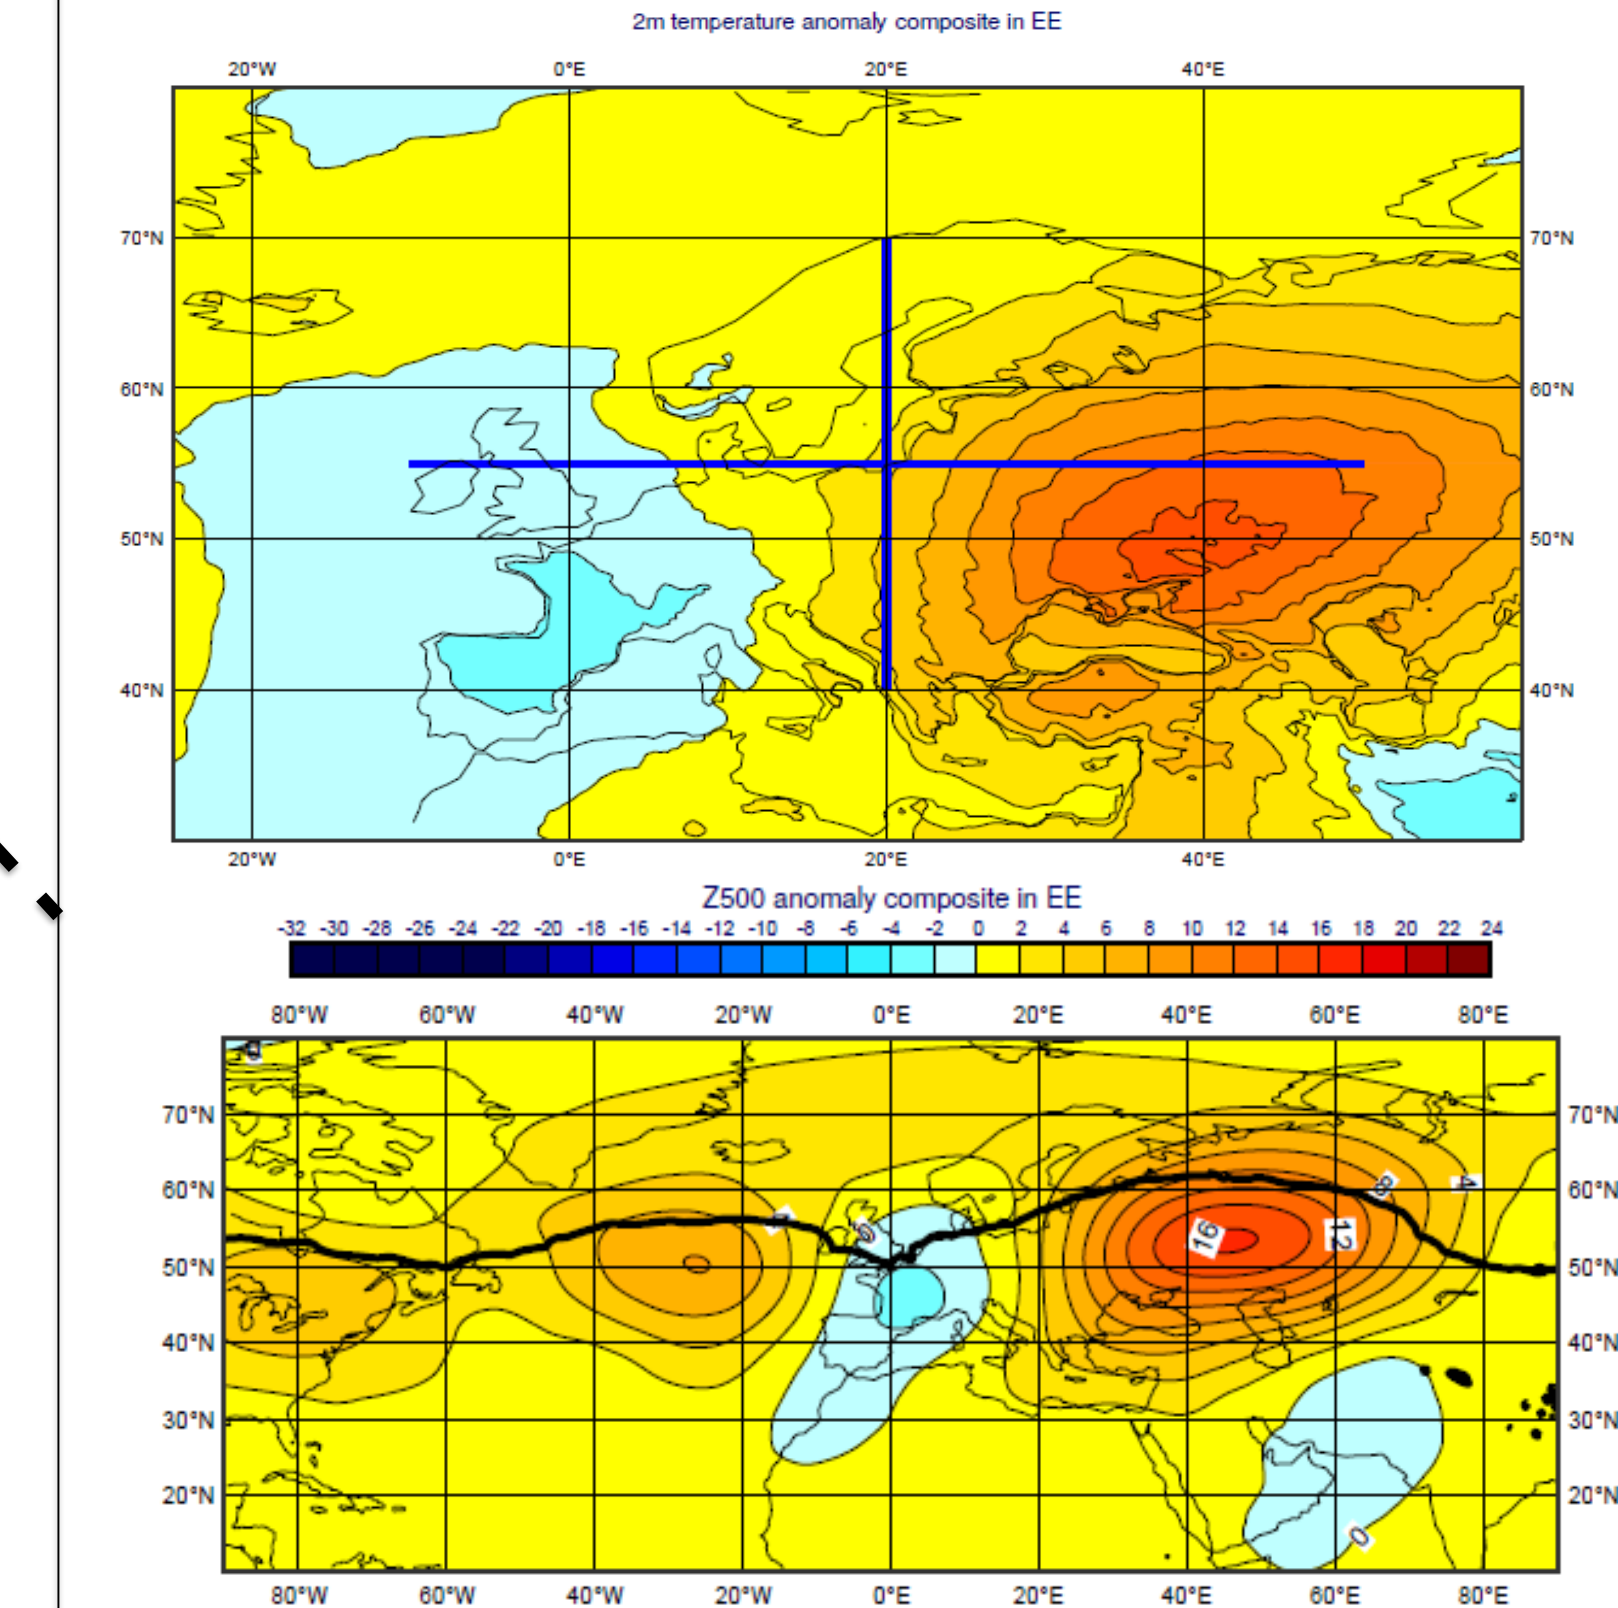 2m temperature anomaly composite in EE
20°W 0°E 20°E 40°E
70°N 70°N
60°N 60°N
50°N 50°N
40°N 40°N
20°W 0°E 20°E 40°E
Z500 anomaly composite in EE
-32 -30 -28 -26 -24 -22 -20 -18 -16 -14 -12 -10 -8 -6 -4 -2 0 2 4 6 8 10 12 14 16 18 20 22 24
80°W 60°W 40°W 20°W 0°E 20°E 40°E 60°E 80°E
70°N 70°N
60°N 8 4 60°N
16 12
50°N 50°N
40°N 40°N
30°N 30°N
20°N 20°N
0
80°W 60°W 40°W 20°W 0°E 20°E 40°E 60°E 80°E